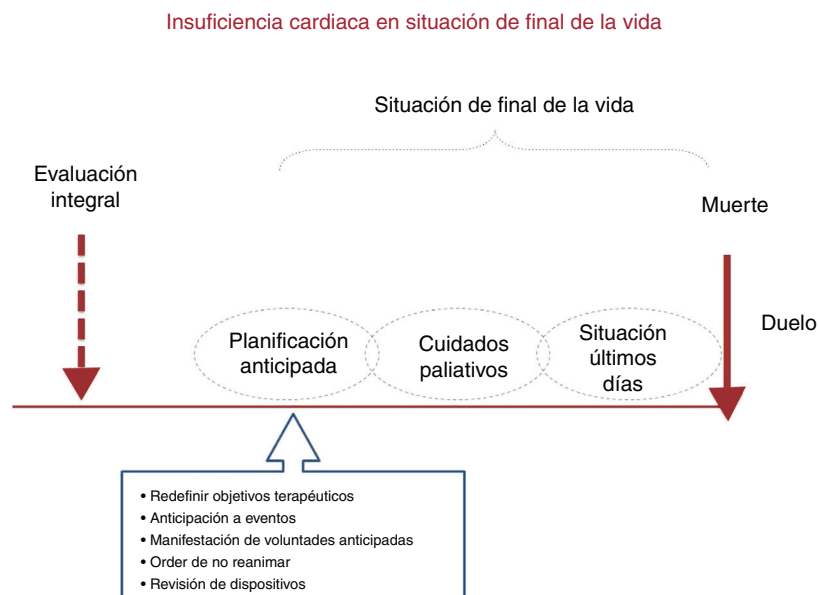 Insuficiencia cardiaca en situación de final de la vida
Situación de final de la vida
Evaluación
integral
Muerte
Duelo
Planificación
anticipada
Cuidados
paliativos
Situación
últimos
días
• Redefinir objetivos terapéuticos
• Anticipación a eventos
• Manifestación de voluntades anticipadas
• Order de no reanimar
• Revisión de dispositivos